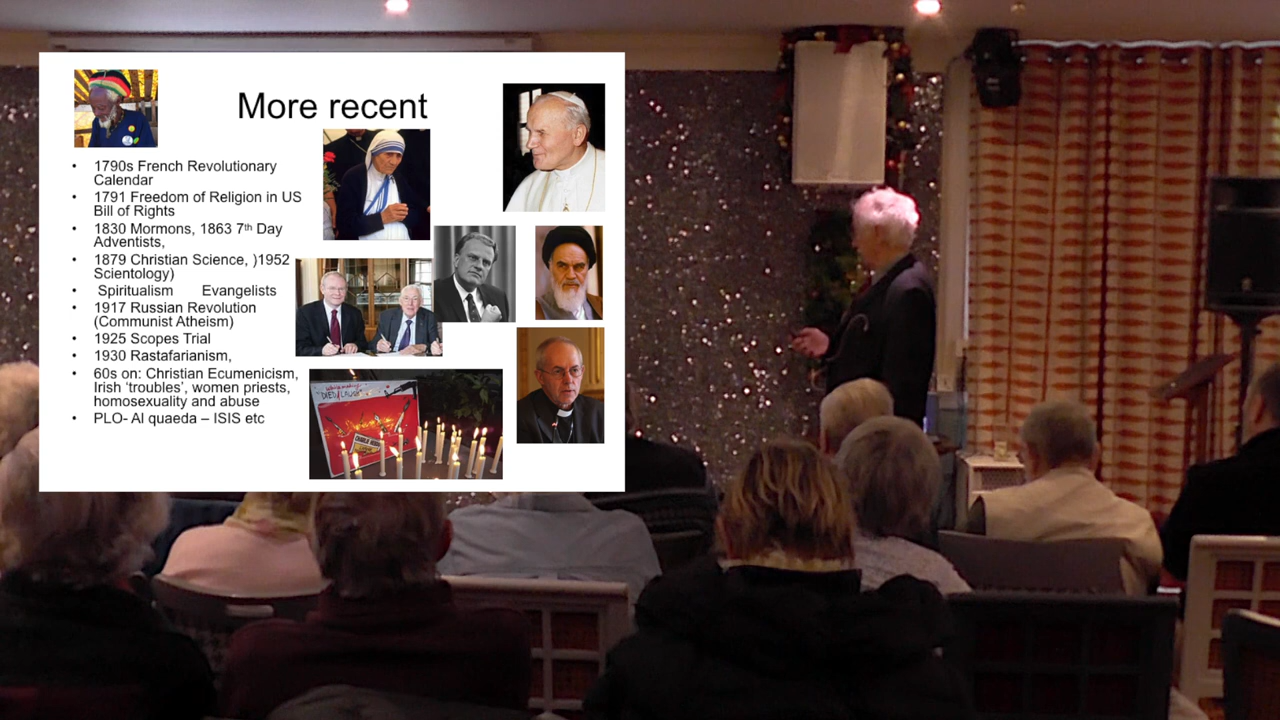 More recent
• 1790s French Revolutionary
Calendar
• 1791 Freedom of Religion in US
Bill of Rights
• 1830 Mormons, 1863 7th Day
Adventists,
• 1879 Christian Science, )1952
Scientology)
• Spiritualism Evangelists
• 1917 Russian Revolution
(Communist Atheism)
• 1925 Scopes Trial
• 1930 Rastafarianism,
• 60s on: Christian Ecumenicism,
Irish ‘troubles’, women priests,
homosexuality and abuse
• PLO- Al quaeda – ISIS etc